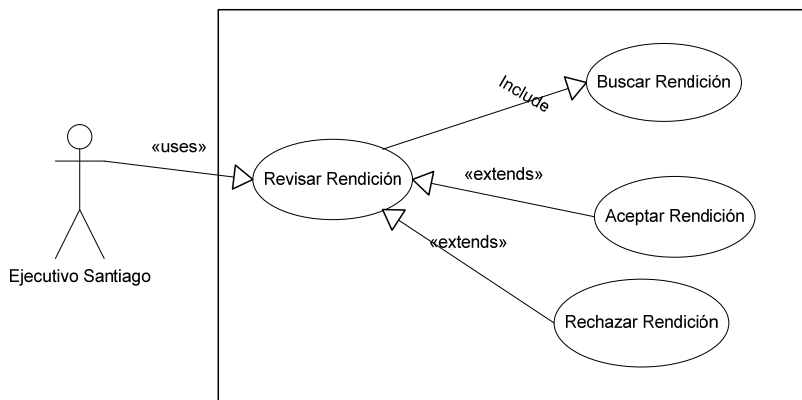 Buscar Rendición
Include
«uses»
Revisar Rendición
«extends»
Aceptar Rendición
«extends»
Ejecutivo Santiago
Rechazar Rendición